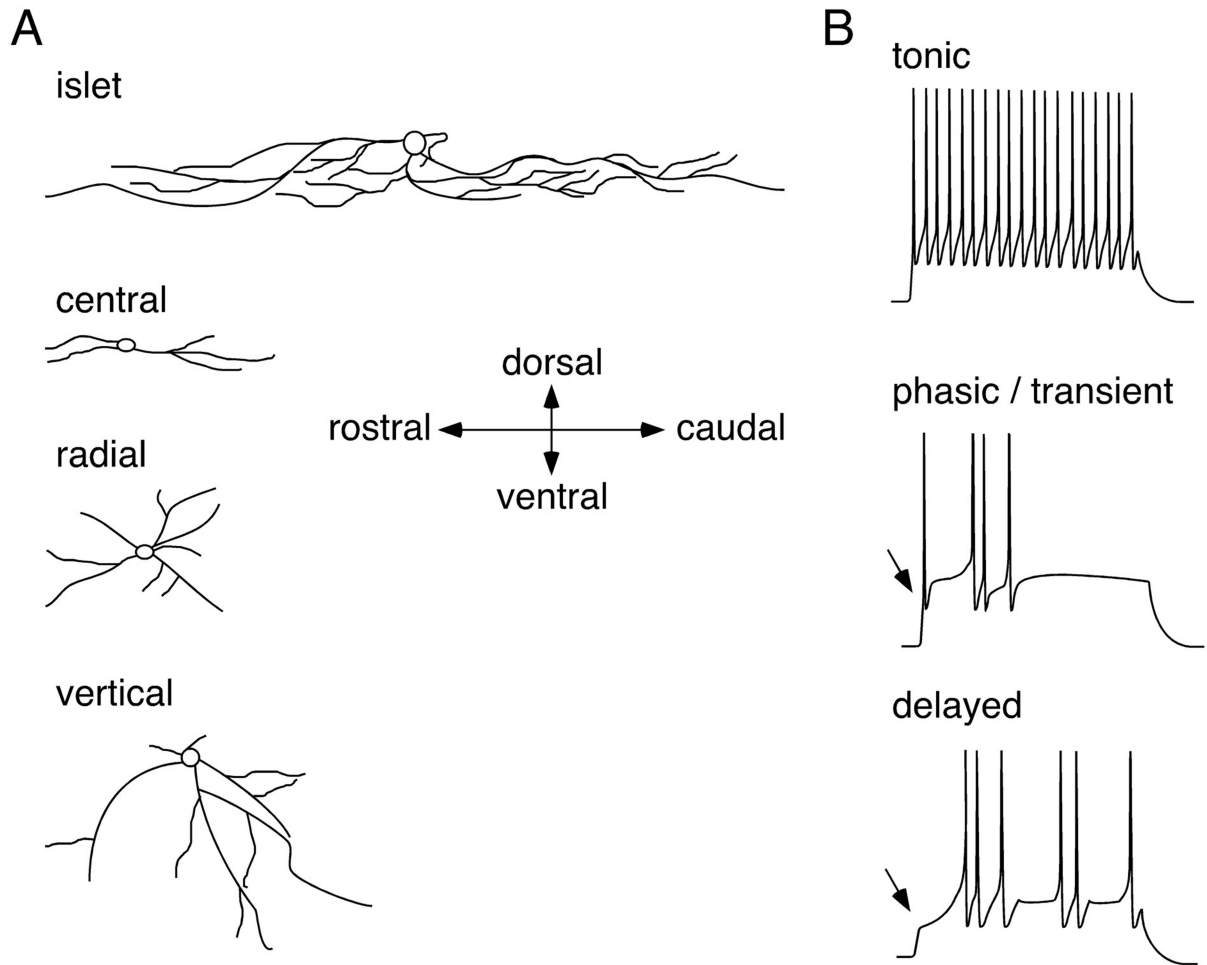 A
islet
central
radial
vertical
dorsal
rostral
caudal
ventral
B
tonic
phasic / transient
delayed